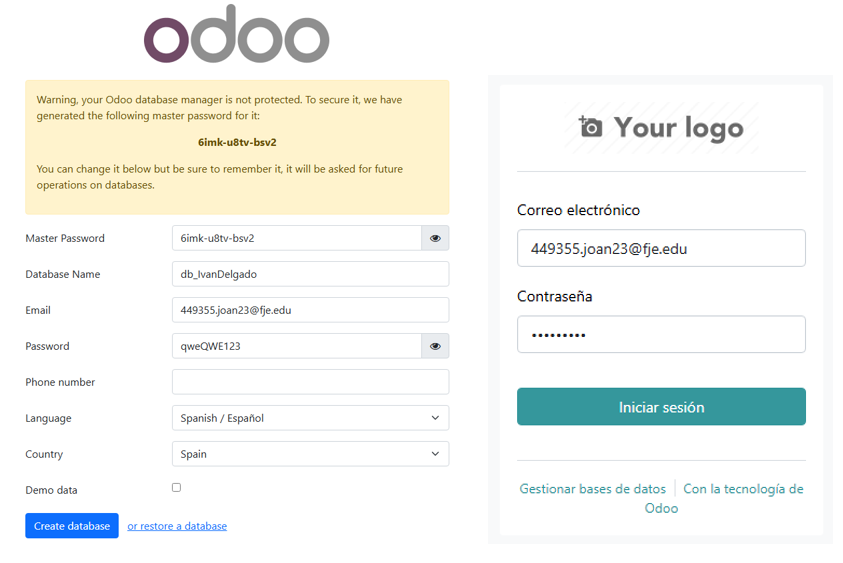 odoo
Warning, your Odoo database manager is not protected. To secure it, we have
generated the following master password for it:
6imk-u8tv-bsv2
You can change it below but be sure to remember it, it will be asked for future
operations on databases.
Master Password 6imk-u8tv-bsv2
Database Name db_IvanDelgado
Email 449355.joan23@fje.edu
Password qweQWE123
Phone number
Language Spanish / Español
Country Spain
Demo data
Create database or restore a database
Your logo
Correo electrónico
449355.joan23@fje.edu
Contraseña
•••••••••
Iniciar sesión
Gestionar bases de datos | Con la tecnología de
Odoo